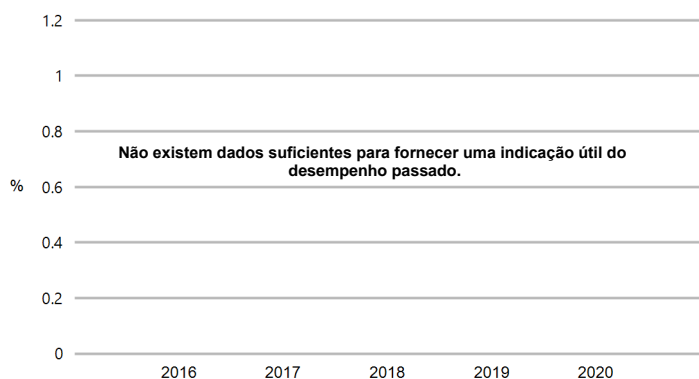 1.2
1
0.8
Não existem dados suficientes para fornecer uma indicação útil do
desempenho passado.
%
0.6
0.4
0.2
0
2016 2017 2018 2019 2020